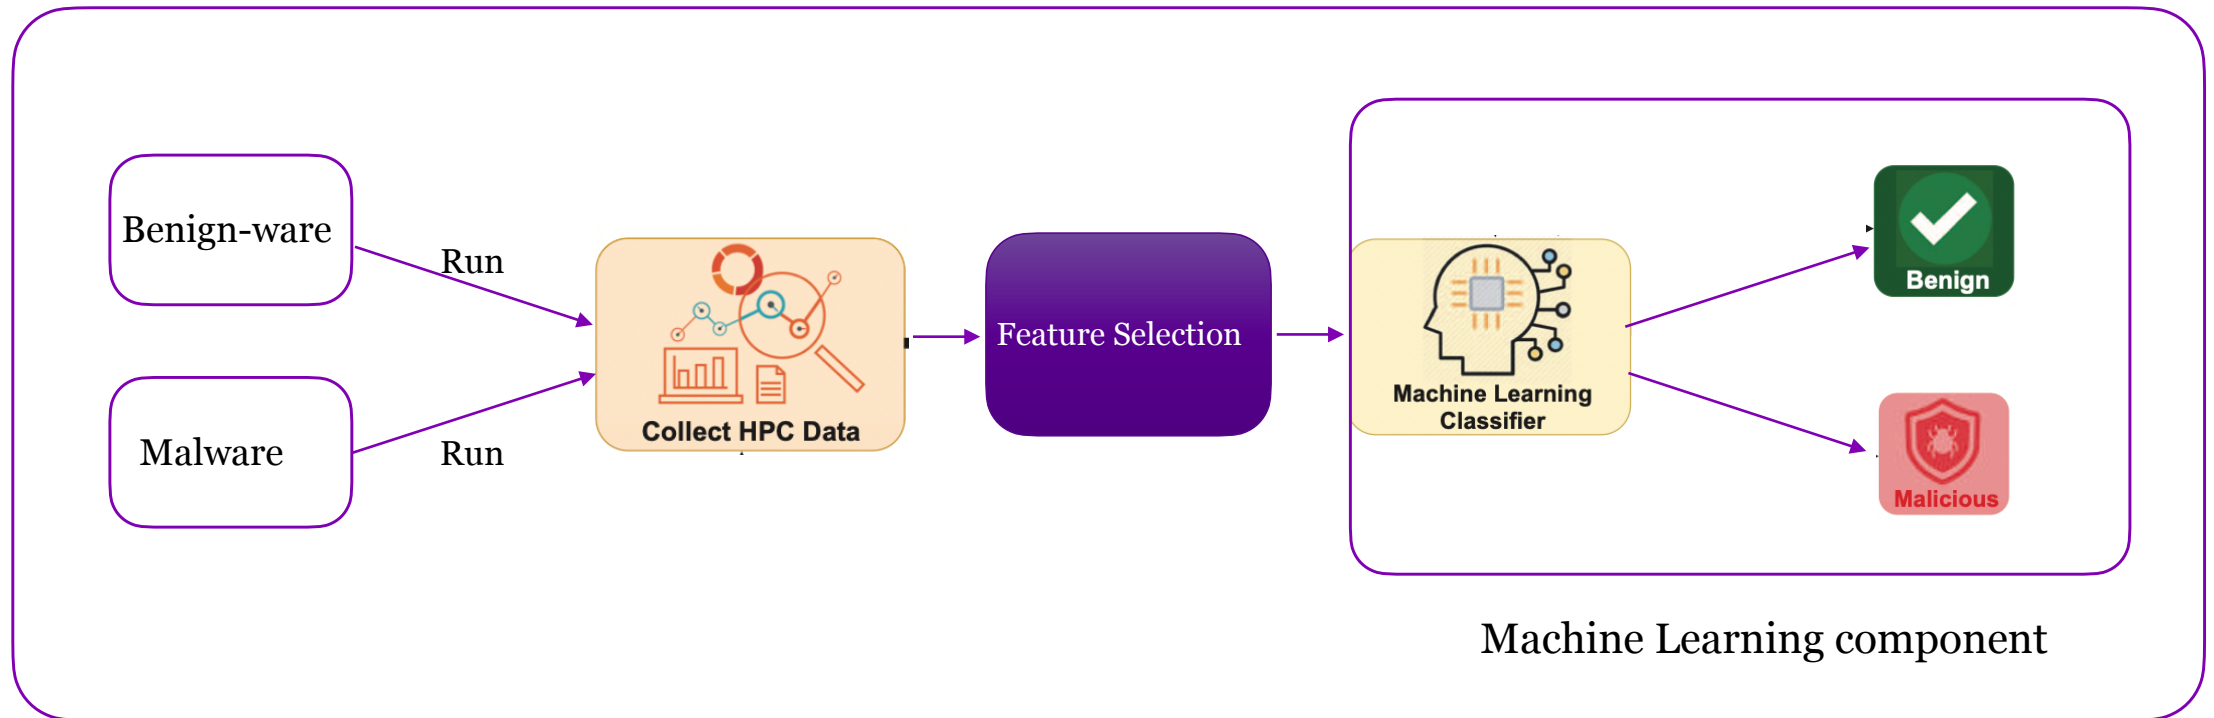 Benign-ware
Run
Malware
Run
Collect HPC Data
Feature Selection
Machine Learning
Classifier
Benign
Malicious
Machine Learning component